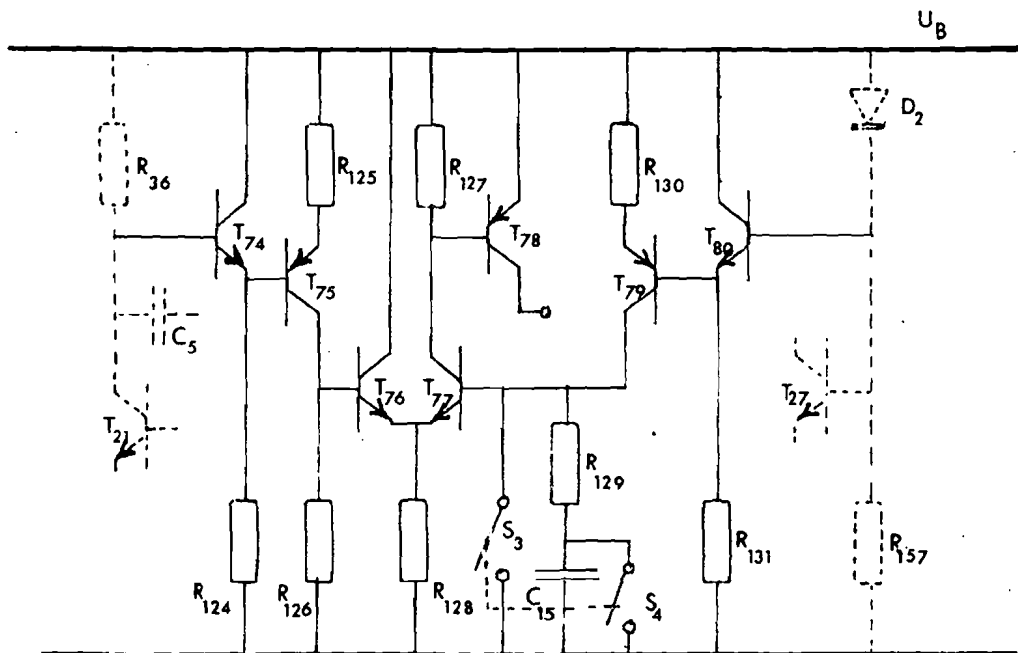 U_B
D_2
R_36
R_125
R_127
R_130
T_74
T_75
T_78
T_79
T_80
C_5
T_21
T_76
T_77
T_27
R_129
S_3
R_131
R_157
R_124
R_126
R_128
C_15
S_4